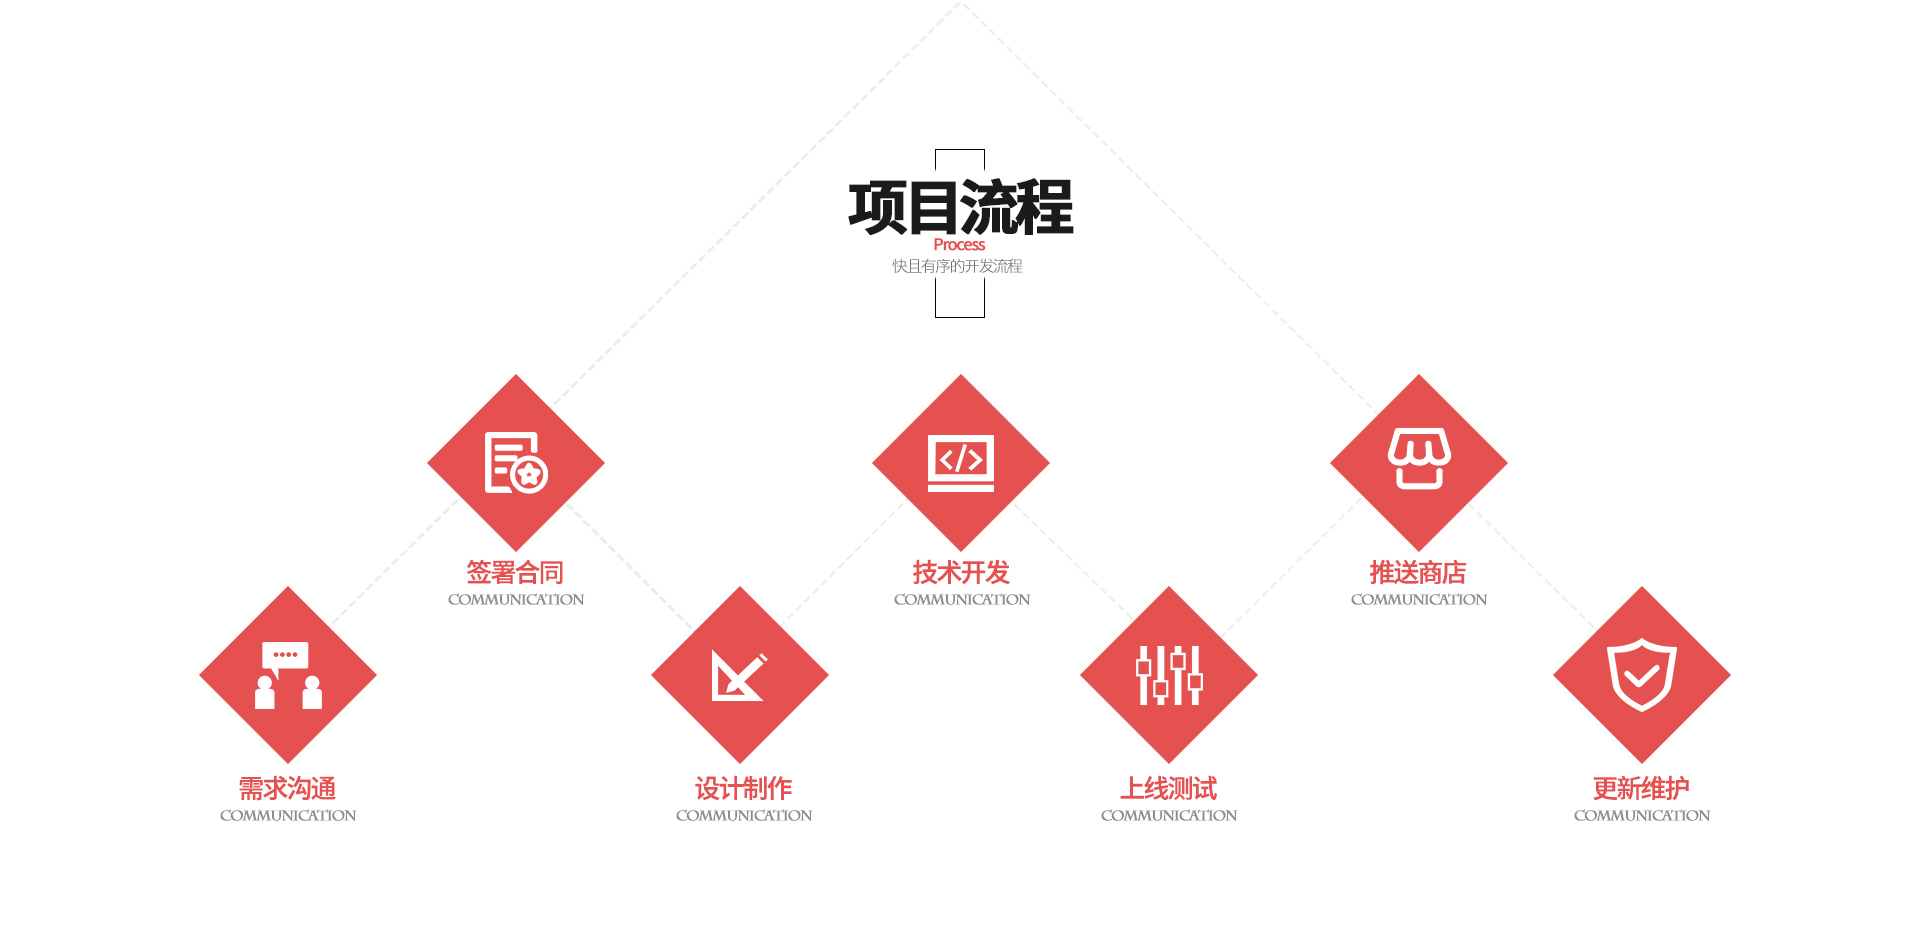 项目流程
Process
快且有序的开发流程
签署合同
COMMUNICATION
技术开发
COMMUNICATION
推送商店
COMMUNICATION
需求沟通
COMMUNICATION
设计制作
COMMUNICATION
上线测试
COMMUNICATION
更新维护
COMMUNICATION